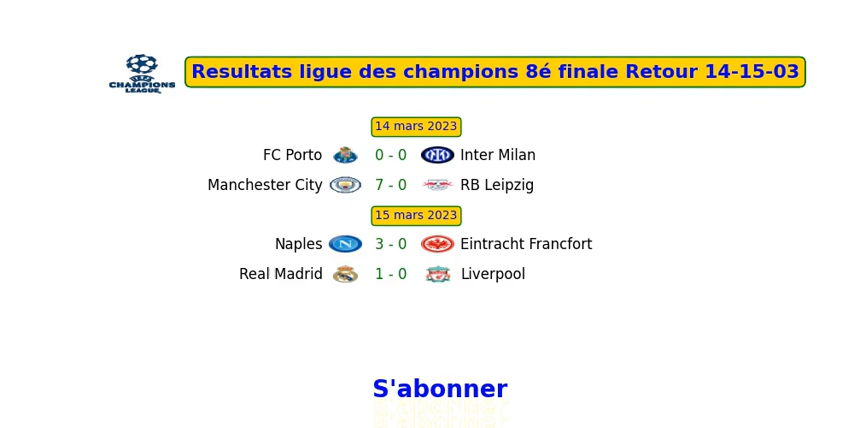 UEFA
CHAMPIONS
LEAGUE.
Resultats ligue des champions 8é finale Retour 14-15-03
14 mars 2023
FC Porto 0 - 0 Inter Milan
Manchester City 7 - 0 RB Leipzig
15 mars 2023
Naples N 3 - 0 Eintracht Francfort
Real Madrid 1 - 0 Liverpool
S'abonner